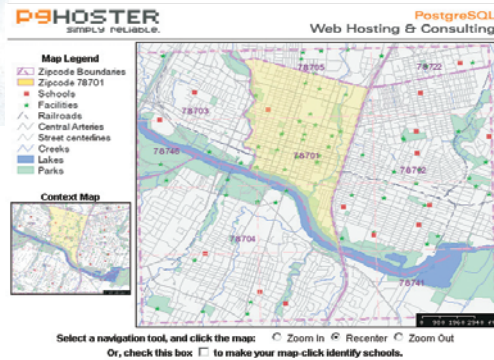 P9HOSTER
SIMPLY RELIABLE.
PostgreSQL
Web Hosting & Consulting
Map Legend
Zipcode Boundaries
Zipcode 78701
Schools
Facilities
Railroads
Central Arteries
Street centerlines
Creeks
Lakes
Parks
Context Map
78705
78722
78703
78746
78701
78702
78704
78741
Select a navigation tool, and click the map: Zoom In Recenter Zoom Out
Or, check this box to make your map-click identify schools.